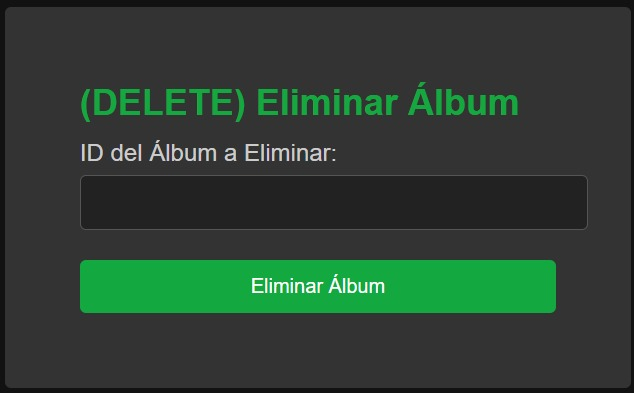 (DELETE) Eliminar Álbum
ID del Álbum a Eliminar:
Eliminar Álbum